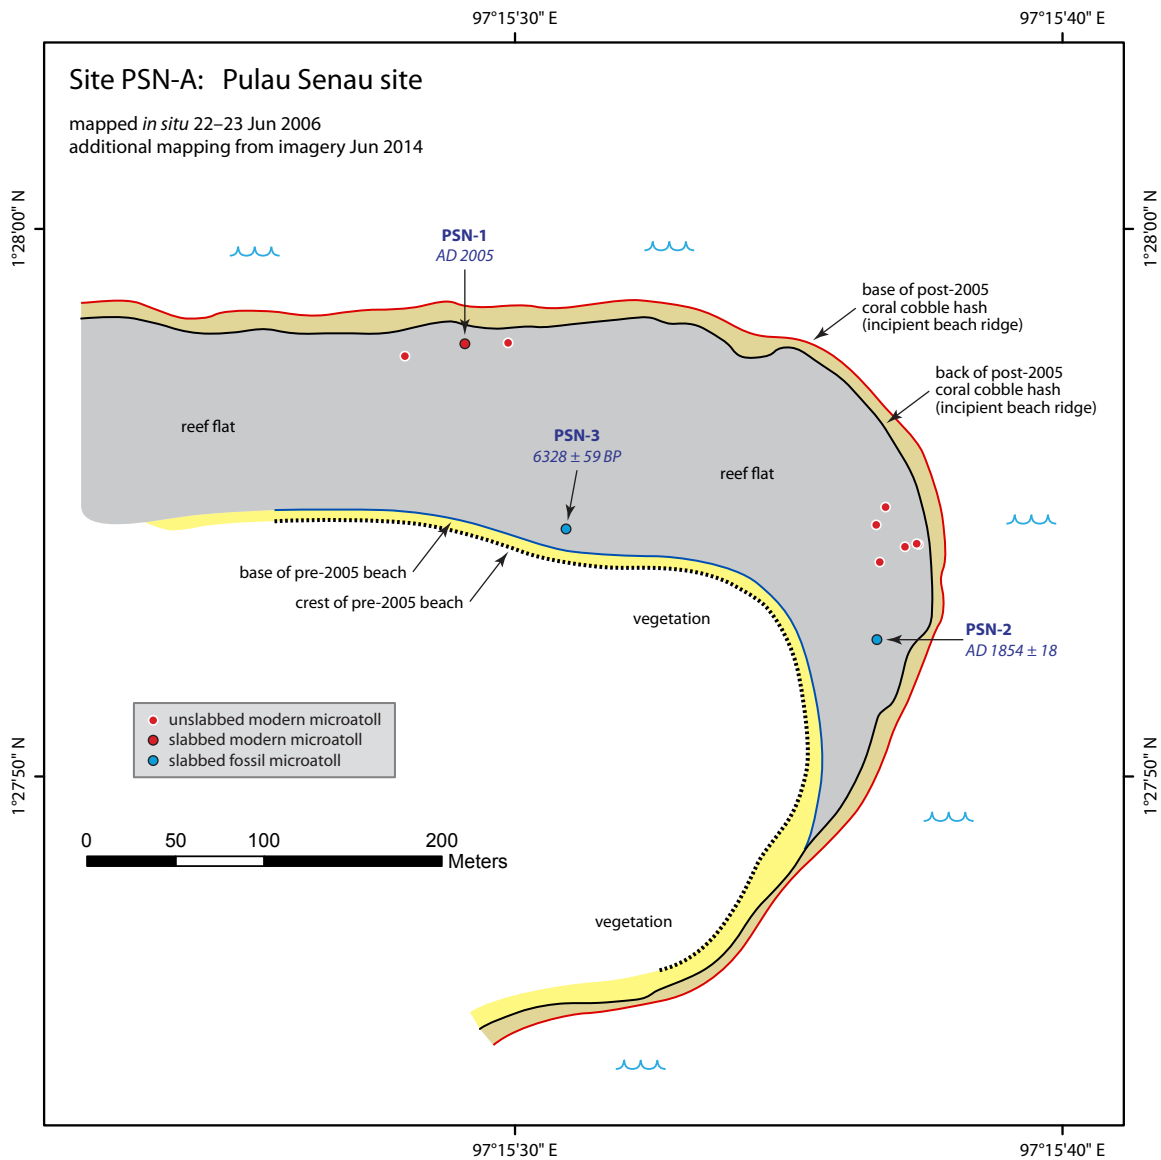 97°15'30" E
97°15'40" E
Site PSN-A:   Pulau Senau site
mapped in situ 22–23 Jun 2006
additional mapping from imagery Jun 2014
1°28'00" N
1°28'00" N
PSN-1
AD 2005
base of post-2005
coral cobble hash
(incipient beach ridge)
back of post-2005
coral cobble hash
(incipient beach ridge)
reef flat
PSN-3
6328 ± 59 BP
reef flat
base of pre-2005 beach
crest of pre-2005 beach
vegetation
PSN-2
AD 1854 ± 18
unslabbed modern microatoll
slabbed modern microatoll
slabbed fossil microatoll
1°27'50" N
1°27'50" N
0 50 100 200
Meters
vegetation
97°15'30" E
97°15'40" E